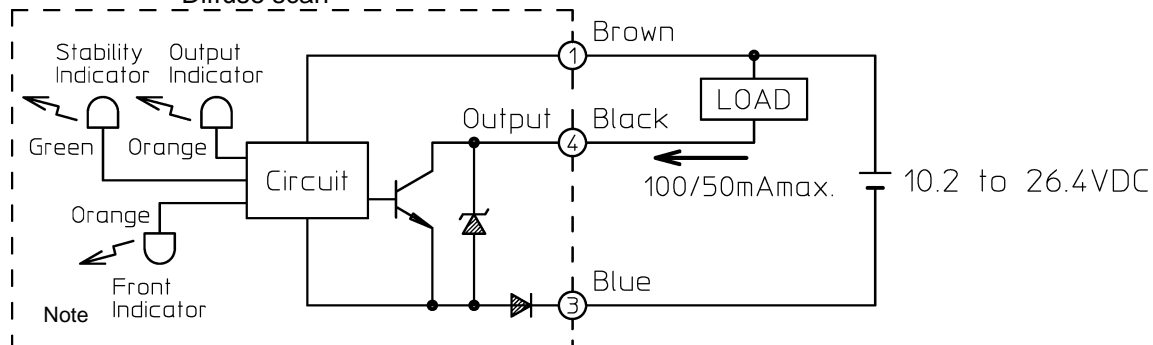 Diffuse scan
Stability
Indicator
Output
Indicator
Green
Orange
Circuit
Orange
Front
Indicator
Note
Output
1
Brown
4
Black
LOAD
100/50mAmax.
10.2 to 26.4VDC
3
Blue